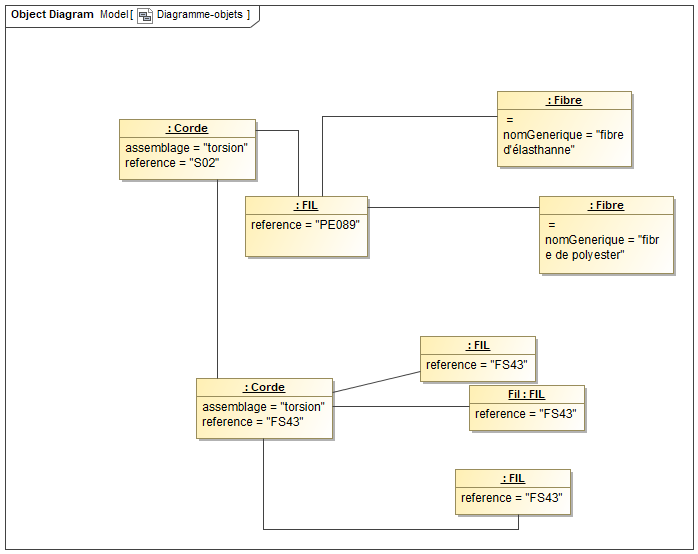 Object Diagram Model[ Diagramme-objets ]
: Fibre
=
nomGenerique = "fibre
d'élasthanne"
: Corde
assemblage = "torsion"
reference = "S02"
: FIL
reference = "PE089"
: Fibre
=
nomGenerique = "fibr
e de polyester"
: FIL
reference = "FS43"
: Corde
assemblage = "torsion"
reference = "FS43"
Fil : FIL
reference = "FS43"
: FIL
reference = "FS43"